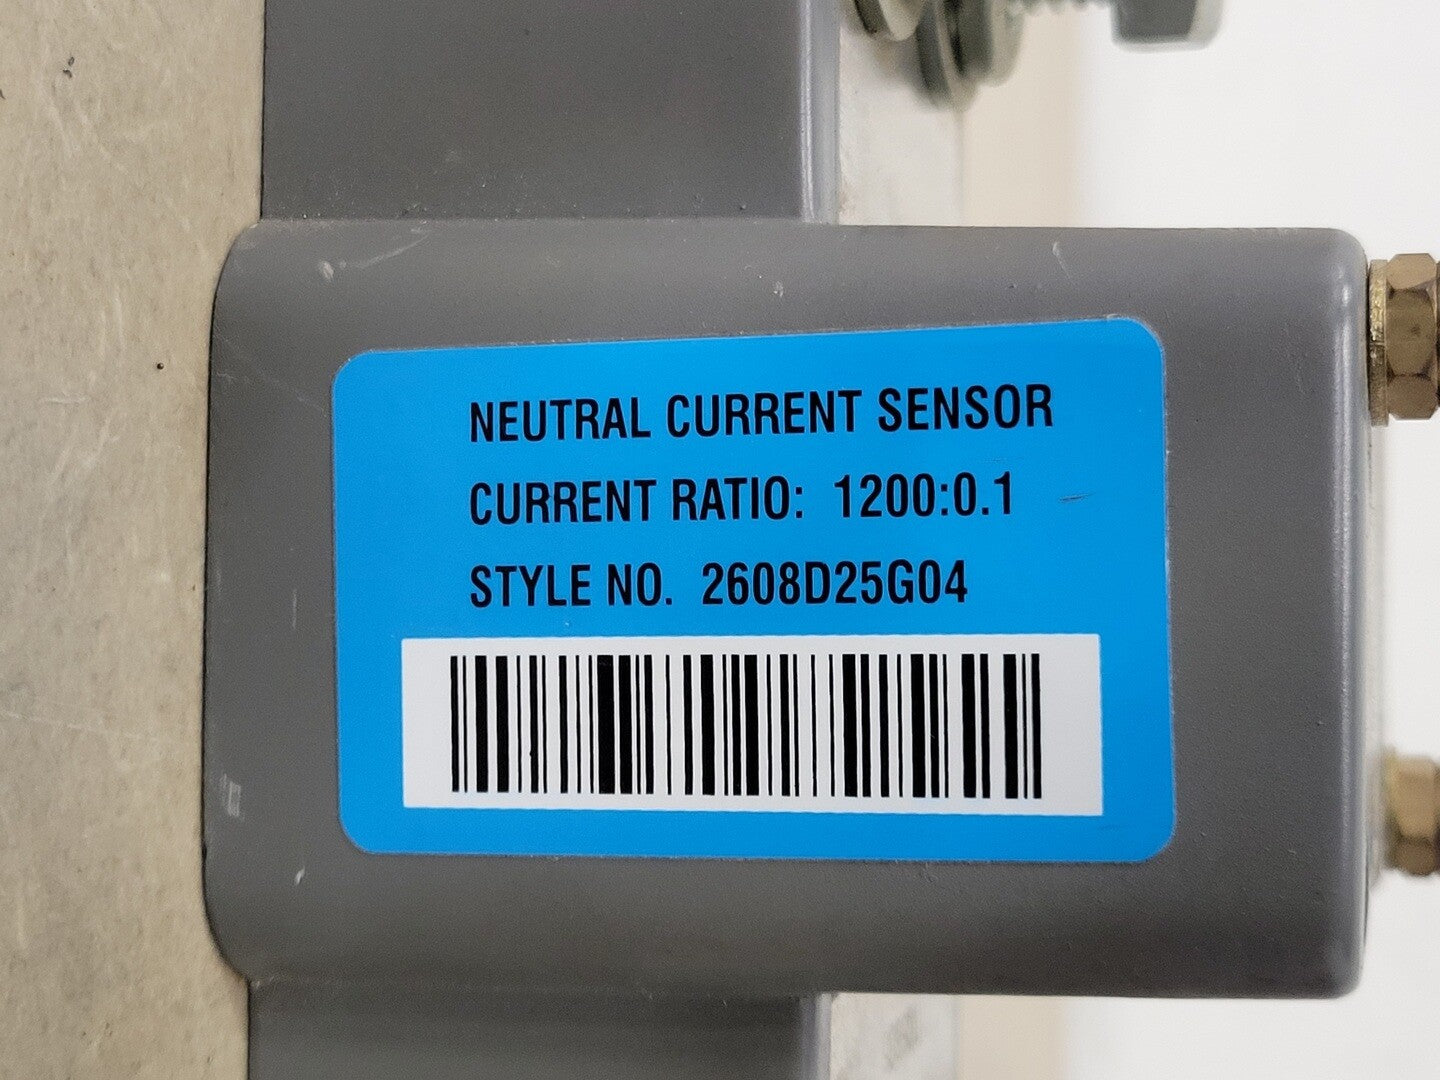 NEUTRAL CURRENT SENSOR
CURRENT RATIO: 1200:0.1
STYLE NO. 2608D25G04